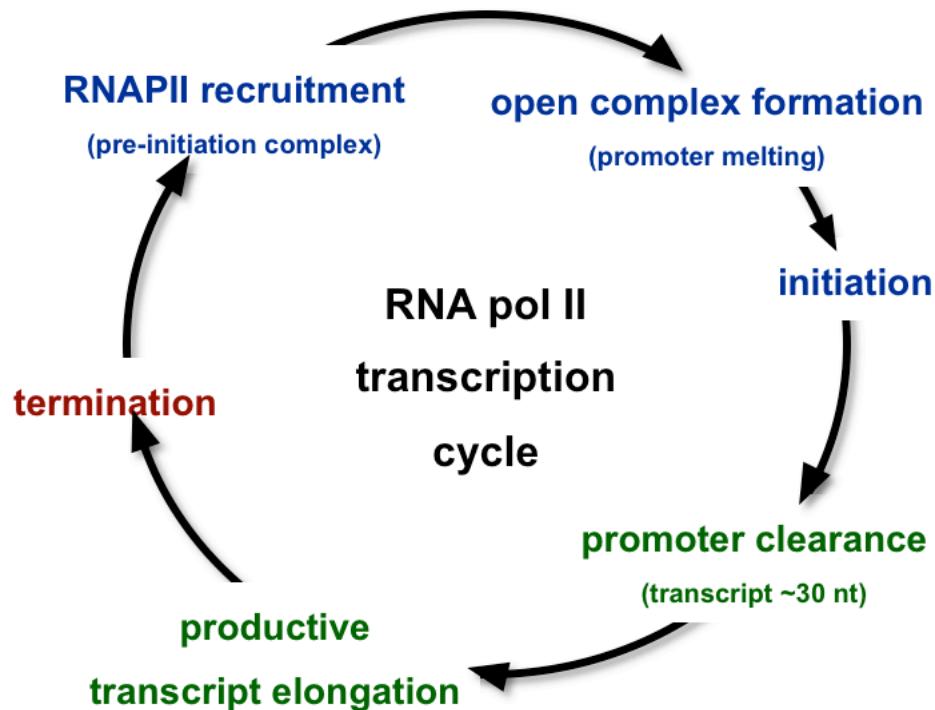 RNAPII recruitment
(pre-initiation complex)
open complex formation
(promoter melting)
initiation
RNA pol II
transcription
cycle
termination
promoter clearance
(transcript ~30 nt)
productive
transcript elongation